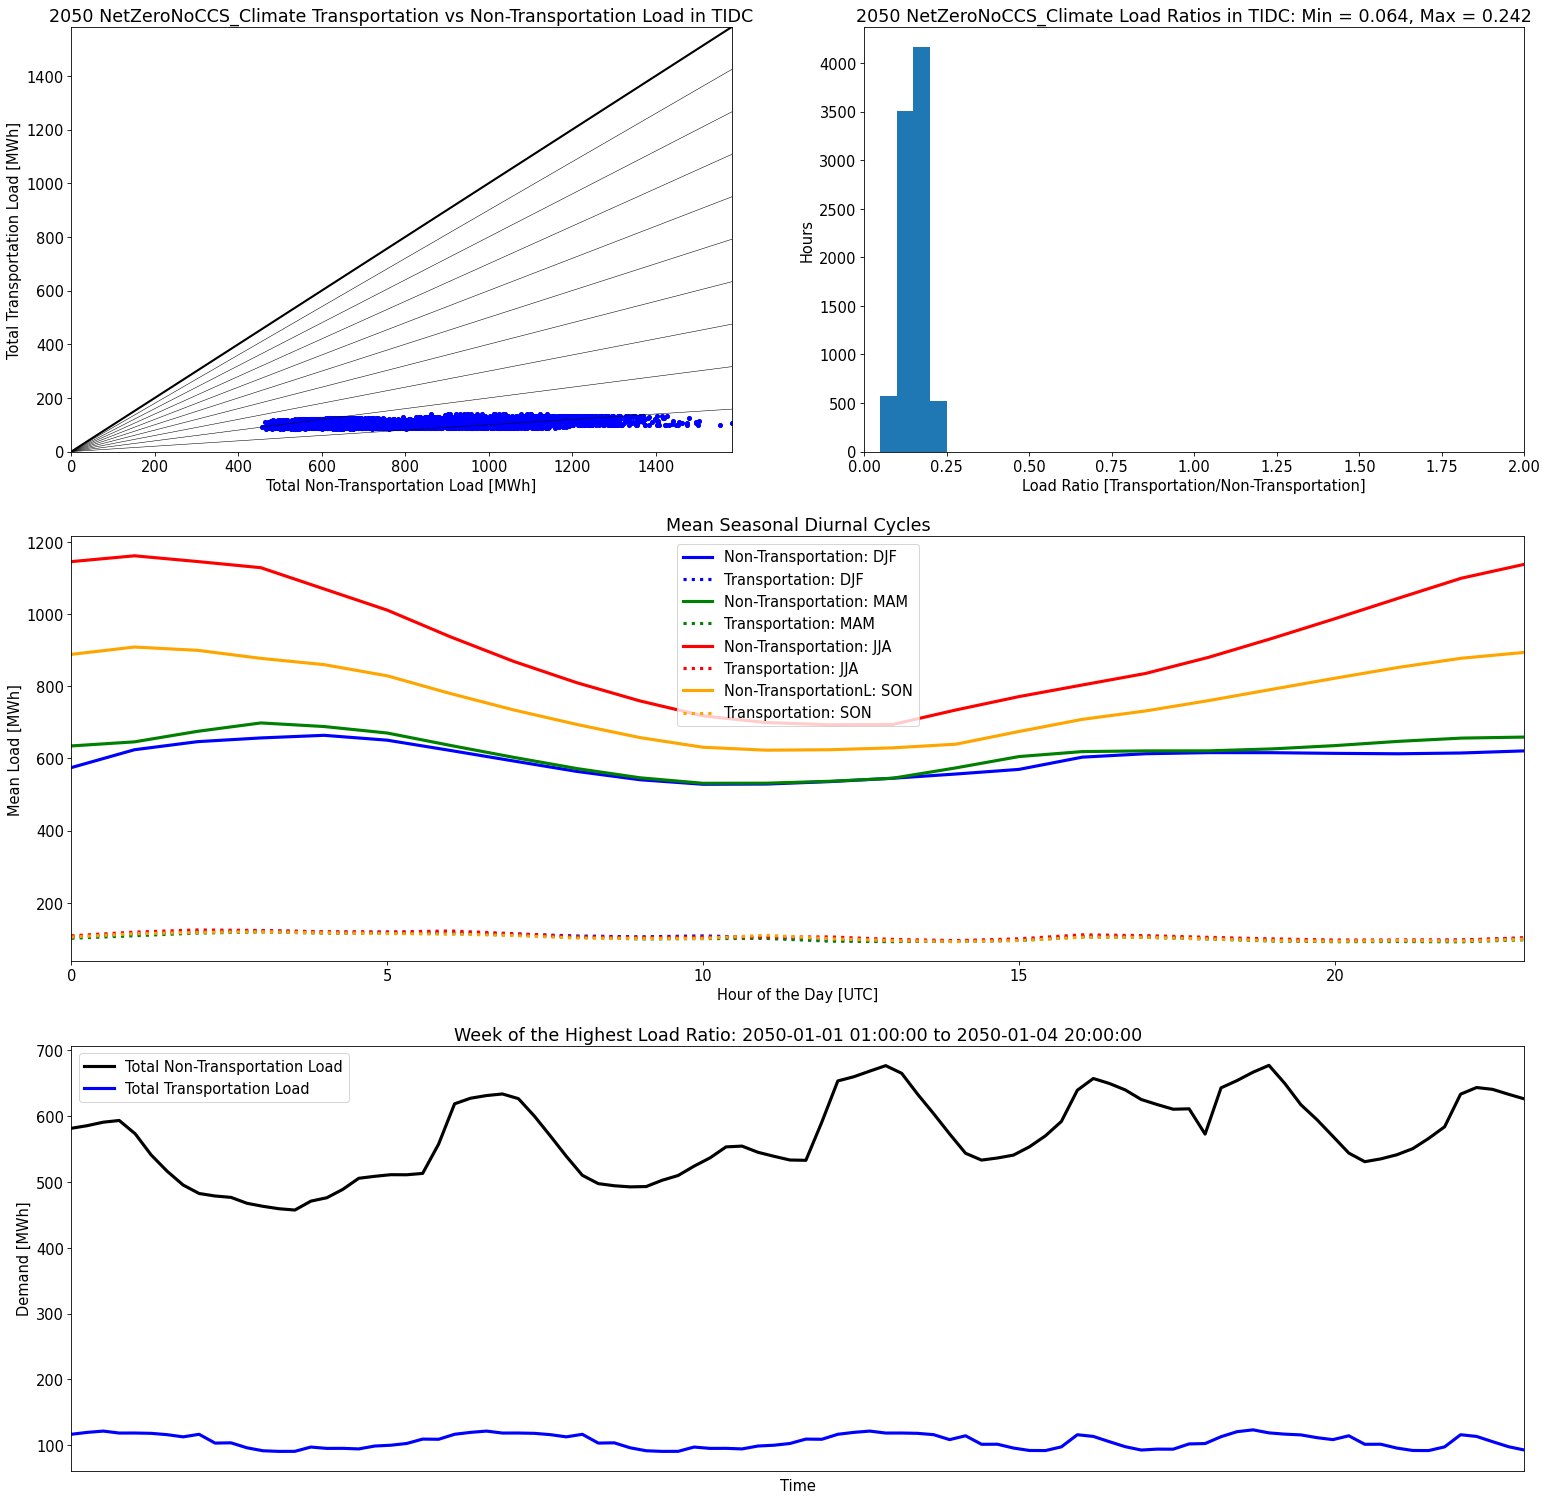 2050 NetZeroNoCCS_Climate Transportation vs Non-Transportation Load in TIDC
Total Transportation Load [MWh]
1400
1200
1000
800
600
400
200
0
0 200 400 600 800 1000 1200 1400
Total Non-Transportation Load [MWh]
2050 NetZeroNoCCS_Climate Load Ratios in TIDC: Min = 0.064, Max = 0.242
Hours
4000
3500
3000
2500
2000
1500
1000
500
0
0.00 0.25 0.50 0.75 1.00 1.25 1.50 1.75 2.00
Load Ratio [Transportation/Non-Transportation]
Mean Seasonal Diurnal Cycles
Mean Load [MWh]
1200
1000
800
600
400
200
Non-Transportation: DJF
Transportation: DJF
Non-Transportation: MAM
Transportation: MAM
Non-Transportation: JJA
Transportation: JJA
Non-TransportationL: SON
Transportation: SON
0 5 10 15 20
Hour of the Day [UTC]
Week of the Highest Load Ratio: 2050-01-01 01:00:00 to 2050-01-04 20:00:00
Demand [MWh]
700
600
500
400
300
200
100
Total Non-Transportation Load
Total Transportation Load
Time